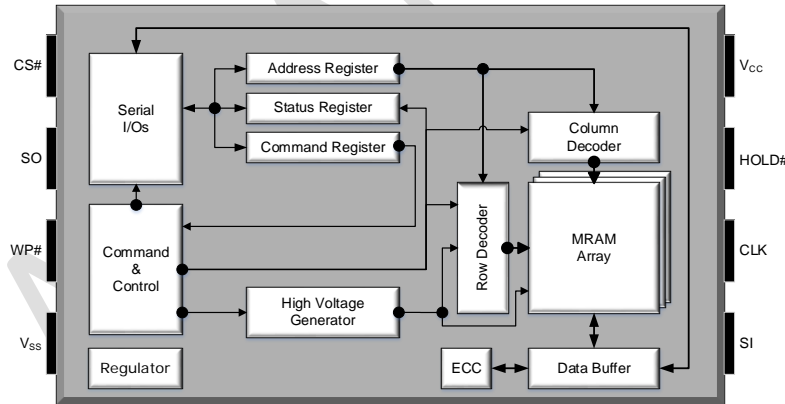 CS#
SO
WP#
VSS
Serial
I/Os
Address Register
Status Register
Command Register
Column
Decoder
Command
&
Control
Row Decoder
MRAM
Array
High Voltage
Generator
Regulator
ECC
Data Buffer
VCC
HOLD#
CLK
SI